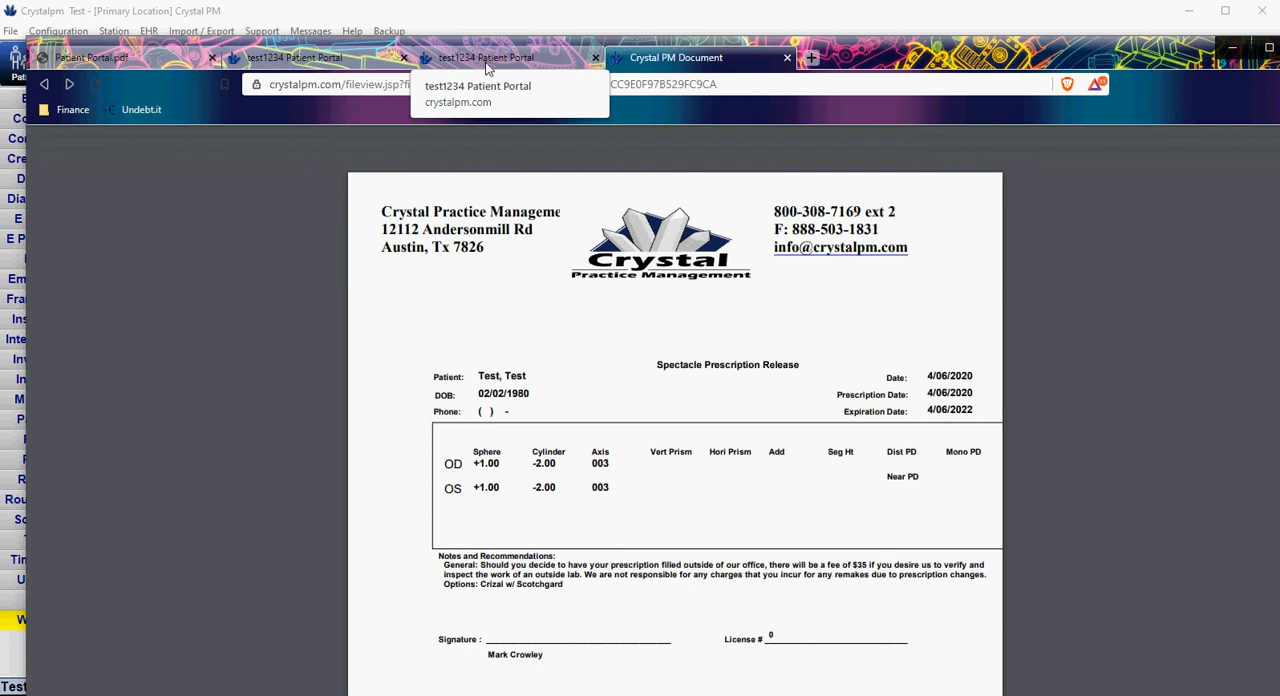 Crystalpm Test - [Primary Location] Crystal PM
File Configuration Station EHR Import / Export Support Messages Help Backup
Patient Portal.pdf
test1234 Patient Portal
test1234 Patient Portal
Crystal PM Document
crystalpm.com/fileview.jsp?fi
CC9E0F97B529FC9CA
test1234 Patient Portal
crystalpm.com
Finance
Undebt.it
Crystal Practice Manageme
12112 Andersonmill Rd
Austin, Tx 7826
Crystal
Practice Management
800-308-7169 ext 2
F: 888-503-1831
info@crystalpm.com
Spectacle Prescription Release
Patient: Test, Test
DOB: 02/02/1980
Phone: ( ) -
Date: 4/06/2020
Prescription Date: 4/06/2020
Expiration Date: 4/06/2022
Sphere Cylinder Axis Vert Prism Hori Prism Add Seg Ht Dist PD Mono PD
OD +1.00 -2.00 003
Near PD
OS +1.00 -2.00 003
Notes and Recommendations:
General: Should you decide to have your prescription filled outside of our office, there will be a fee of $35 if you desire us to verify and
inspect the work of an outside lab. We are not responsible for any charges that you incur for any remakes due to prescription changes.
Options: Crizal w/ Scotchgard
Signature :
License # 0
Mark Crowley
Test